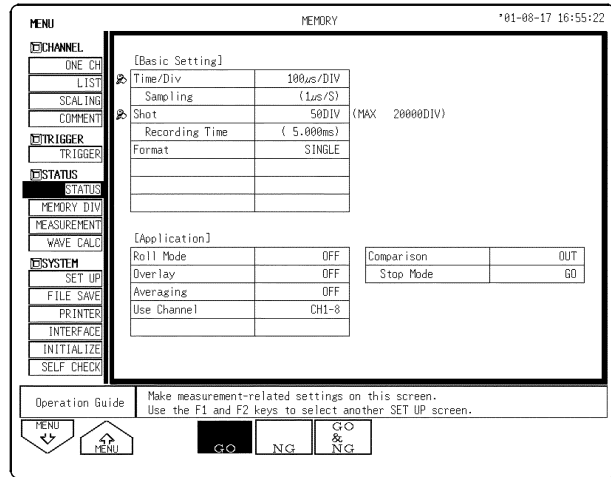 MENU MEMORY '01-08-17 16:55:22
CHANNEL
ONE CH
LIST
SCALING
COMMENT
TRIGGER
TRIGGER
STATUS
STATUS
MEMORY DIV
MEASUREMENT
WAVE CALC
SYSTEM
SET UP
FILE SAVE
PRINTER
INTERFACE
INITIALIZE
SELF CHECK
[Basic Setting]
Time/Div 100μs/DIV
Sampling (1μs/S)
Shot 50DIV (MAX 20000DIV)
Recording Time ( 5.000ms)
Format SINGLE
[Application]
Roll Mode OFF
Overlay OFF
Averaging OFF
Use Channel CH1-8
Comparison OUT
Stop Mode GO
Operation Guide
Make measurement-related settings on this screen.
Use the F1 and F2 keys to select another SET UP screen.
MENU
MENU
GO
NG
GO
&
NG